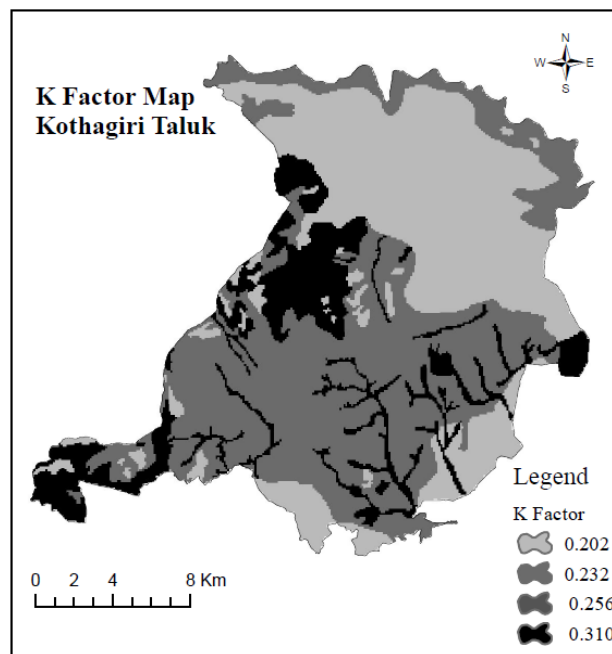 K Factor Map
Kothagiri Taluk
N
W E
S
Legend
K Factor
0.202
0.232
0.256
0.310
0 2 4 8 Km